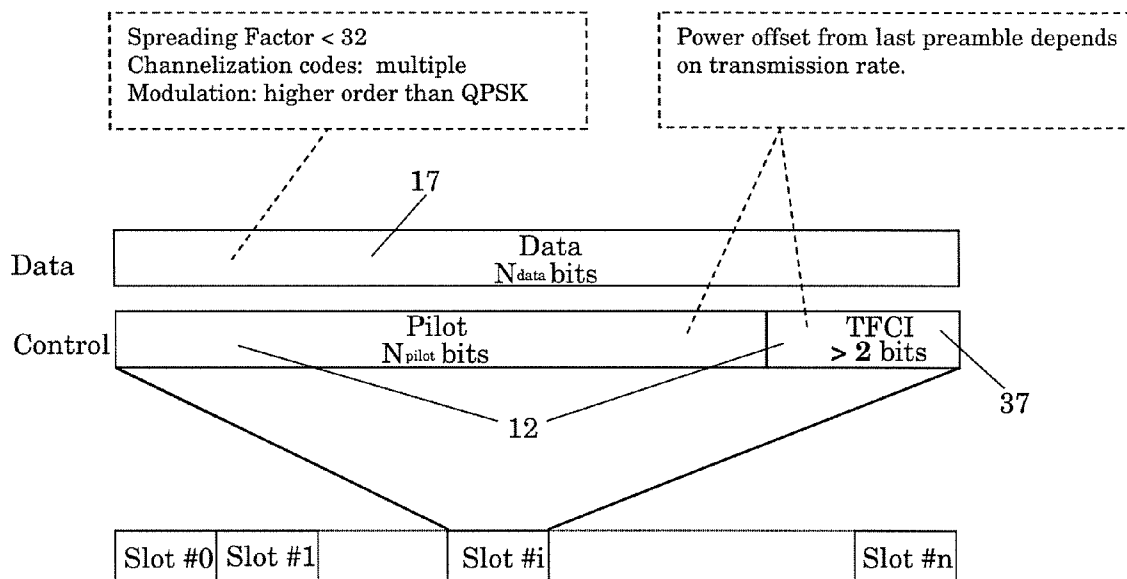 Spreading Factor < 32
Channelization codes: multiple
Modulation: higher order than QPSK
Power offset from last preamble depends
on transmission rate.
17
Data
Data
Ndata bits
Control
Pilot
Npilot bits
TFCI
> 2 bits
12
37
Slot #0
Slot #1
Slot #i
Slot #n